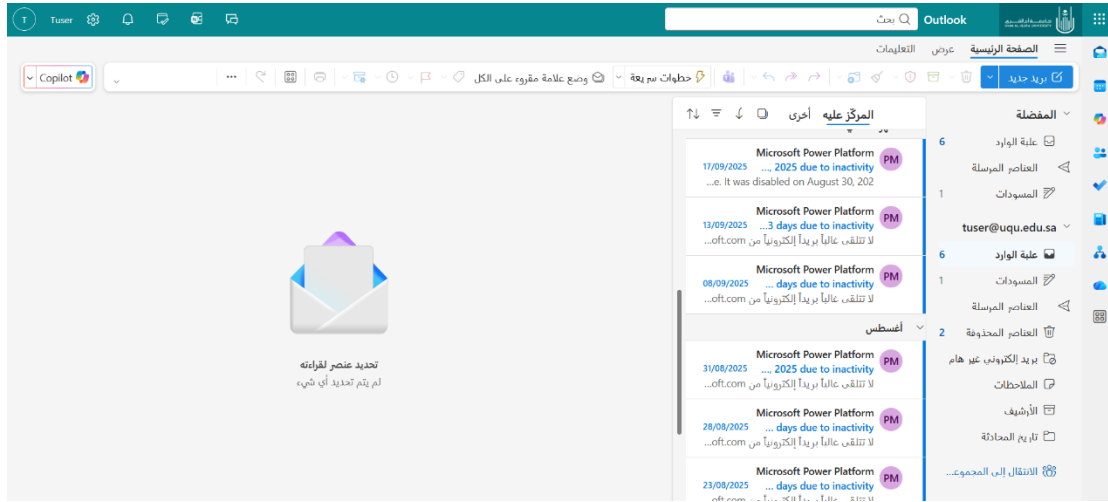 Outlook
بحث
Tuser
T
الصفحة الرئيسية
عرض
التعليمات
بريد جديد
خطوات سريعة
وضع علامة مقروء على الكل
Copilot
المفضلة
علبة الوارد 6
العناصر المرسلة
المسودات 1
tuser@uqu.edu.sa
علبة الوارد 6
المسودات 1
العناصر المرسلة
العناصر المحذوفة 2
بريد إلكتروني غير هام
الملاحظات
الأرشيف
تاريخ المحادثة
الانتقال إلى المجموعـ...
المركّز عليه
أخرى
PM
Microsoft Power Platform
..., 2025 due to inactivity 17/09/2025
...e. It was disabled on August 30, 202
PM
Microsoft Power Platform
...3 days due to inactivity 13/09/2025
لا تتلقى غالباً بريداً إلكترونياً من oft.com...
PM
Microsoft Power Platform
... days due to inactivity 08/09/2025
لا تتلقى غالباً بريداً إلكترونياً من oft.com...
أغسطس
PM
Microsoft Power Platform
..., 2025 due to inactivity 31/08/2025
لا تتلقى غالباً بريداً إلكترونياً من oft.com...
PM
Microsoft Power Platform
... days due to inactivity 28/08/2025
لا تتلقى غالباً بريداً إلكترونياً من oft.com...
PM
Microsoft Power Platform
... days due to inactivity 23/08/2025
تحديد عنصر لقراءته
لم يتم تحديد أي شيء